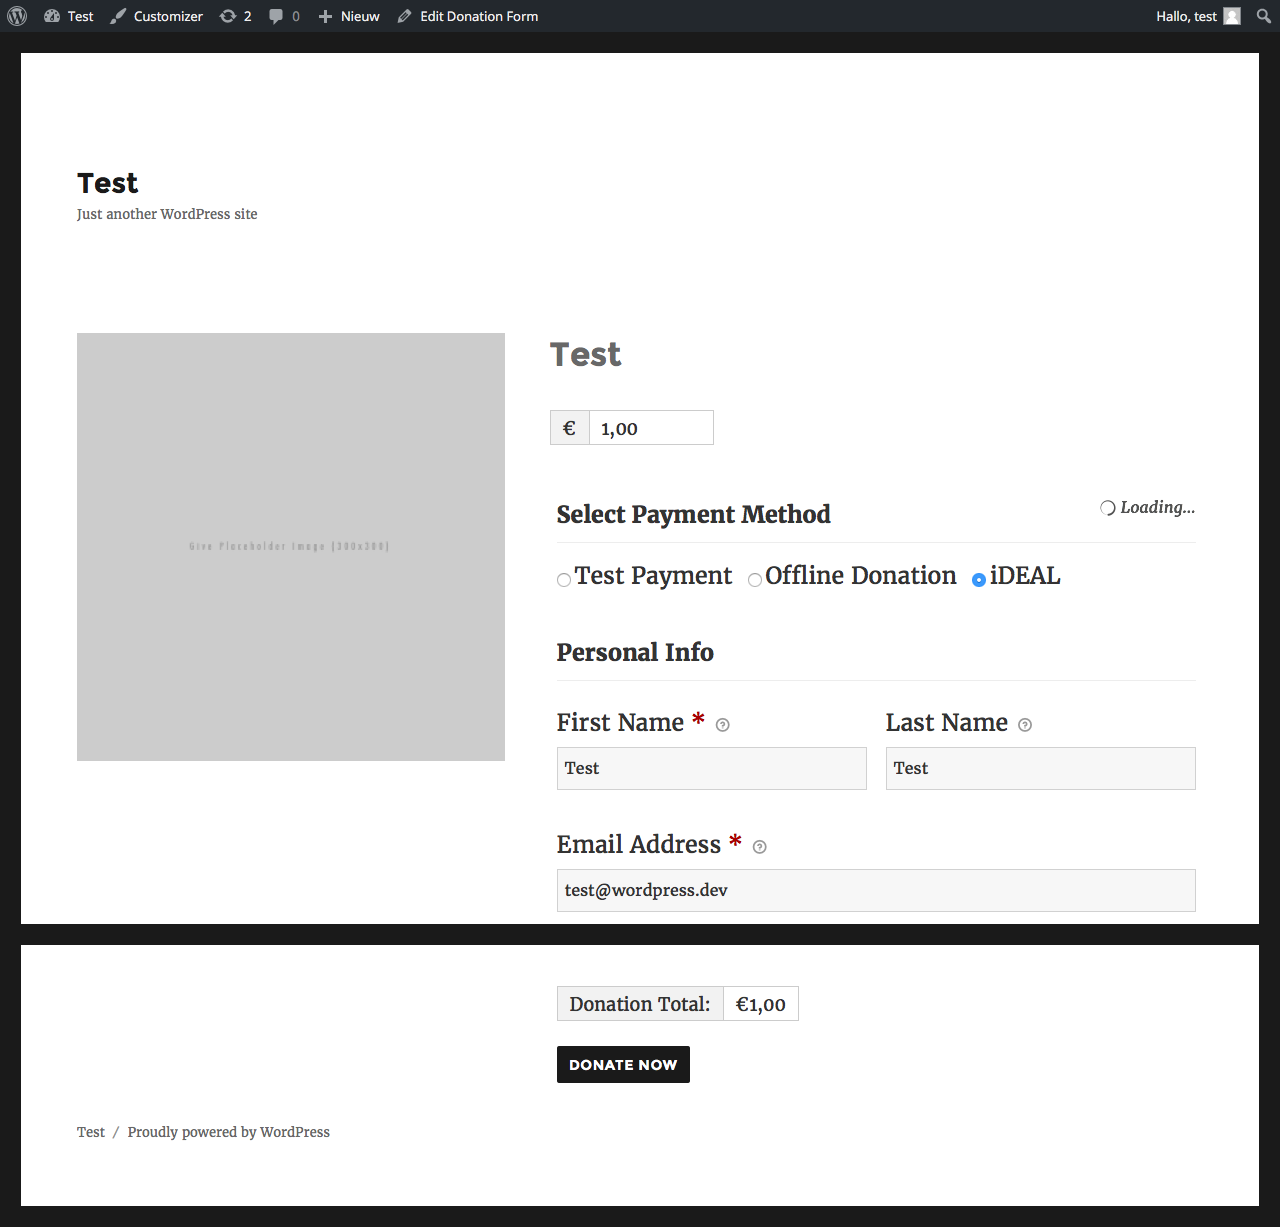 Test Customizer 2 0 Nieuw Edit Donation Form Hallo, test
Test
Just another WordPress site
Give Placeholder Image (300x300)
Test
€ 1,00
Select Payment Method Loading...
Test Payment Offline Donation iDEAL
Personal Info
First Name * Last Name
Test Test
Email Address *
test@wordpress.dev
Donation Total: €1,00
DONATE NOW
Test / Proudly powered by WordPress